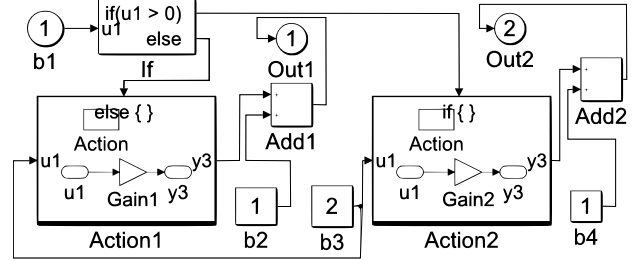 1
b1
if(u1 > 0)
u1
else
If
1
Out1
2
Out2
else { }
Action
u1
y3
u1
Gain1
y3
Action1
Add1
1
b2
2
b3
if { }
Action
u1
y3
u1
Gain2
y3
Action2
Add2
1
b4